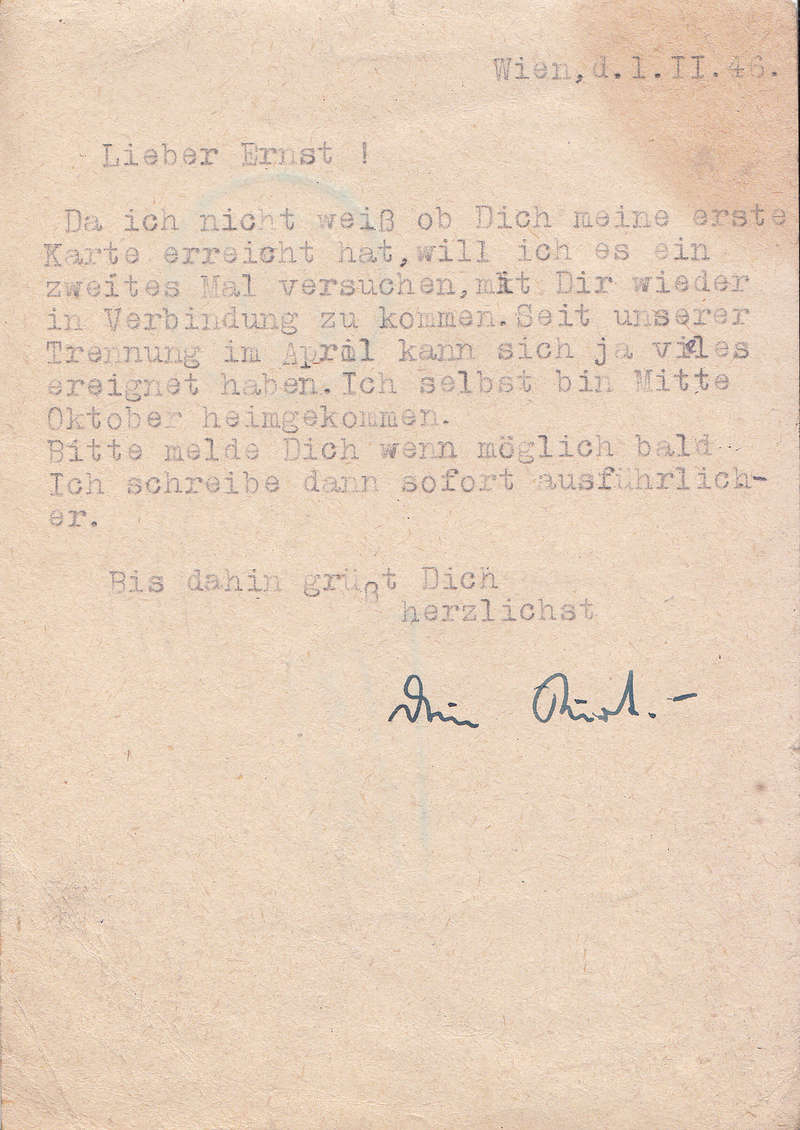 Wien,d.1.II.46.
Lieber Ernst !
Da ich nicht weiß ob Dich meine erste
Karte erreicht hat,will ich es ein
zweites Mal versuchen,mit Dir wieder
in Verbindung zu kommen.Seit unserer
Trennung im April kann sich ja vieles
ereignet haben.Ich selbst bin Mitte
Oktober heimgekommen.
Bitte melde Dich wenn möglich bald
Ich schreibe dann sofort ausführlich-
er.
Bis dahin grüßt Dich
herzlichst
Dein